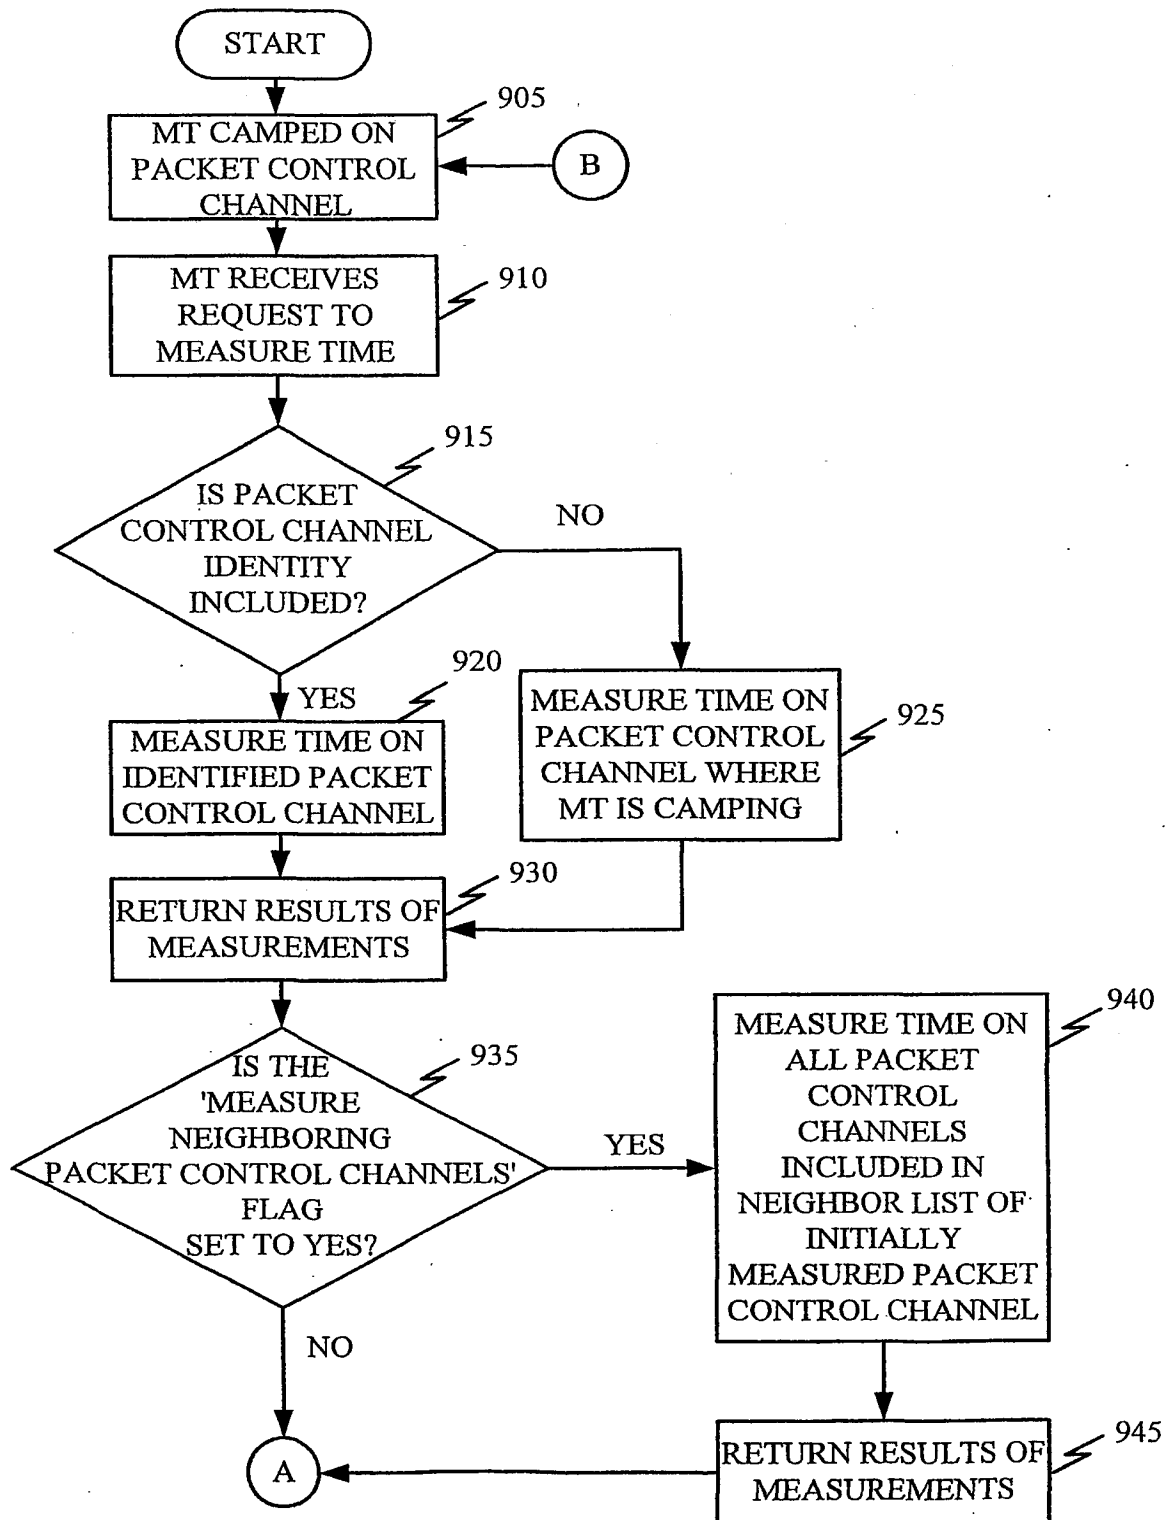 START
905
MT CAMPED ON
PACKET CONTROL
CHANNEL
B
MT RECEIVES
REQUEST TO
MEASURE TIME
910
915
IS PACKET
CONTROL CHANNEL
IDENTITY
INCLUDED?
NO
YES
920
MEASURE TIME ON
IDENTIFIED PACKET
CONTROL CHANNEL
MEASURE TIME ON
PACKET CONTROL
CHANNEL WHERE
MT IS CAMPING
925
930
RETURN RESULTS OF
MEASUREMENTS
935
IS THE
'MEASURE
NEIGHBORING
PACKET CONTROL CHANNELS'
FLAG
SET TO YES?
YES
NO
940
MEASURE TIME ON
ALL PACKET
CONTROL
CHANNELS
INCLUDED IN
NEIGHBOR LIST OF
INITIALLY
MEASURED PACKET
CONTROL CHANNEL
A
RETURN RESULTS OF
MEASUREMENTS
945